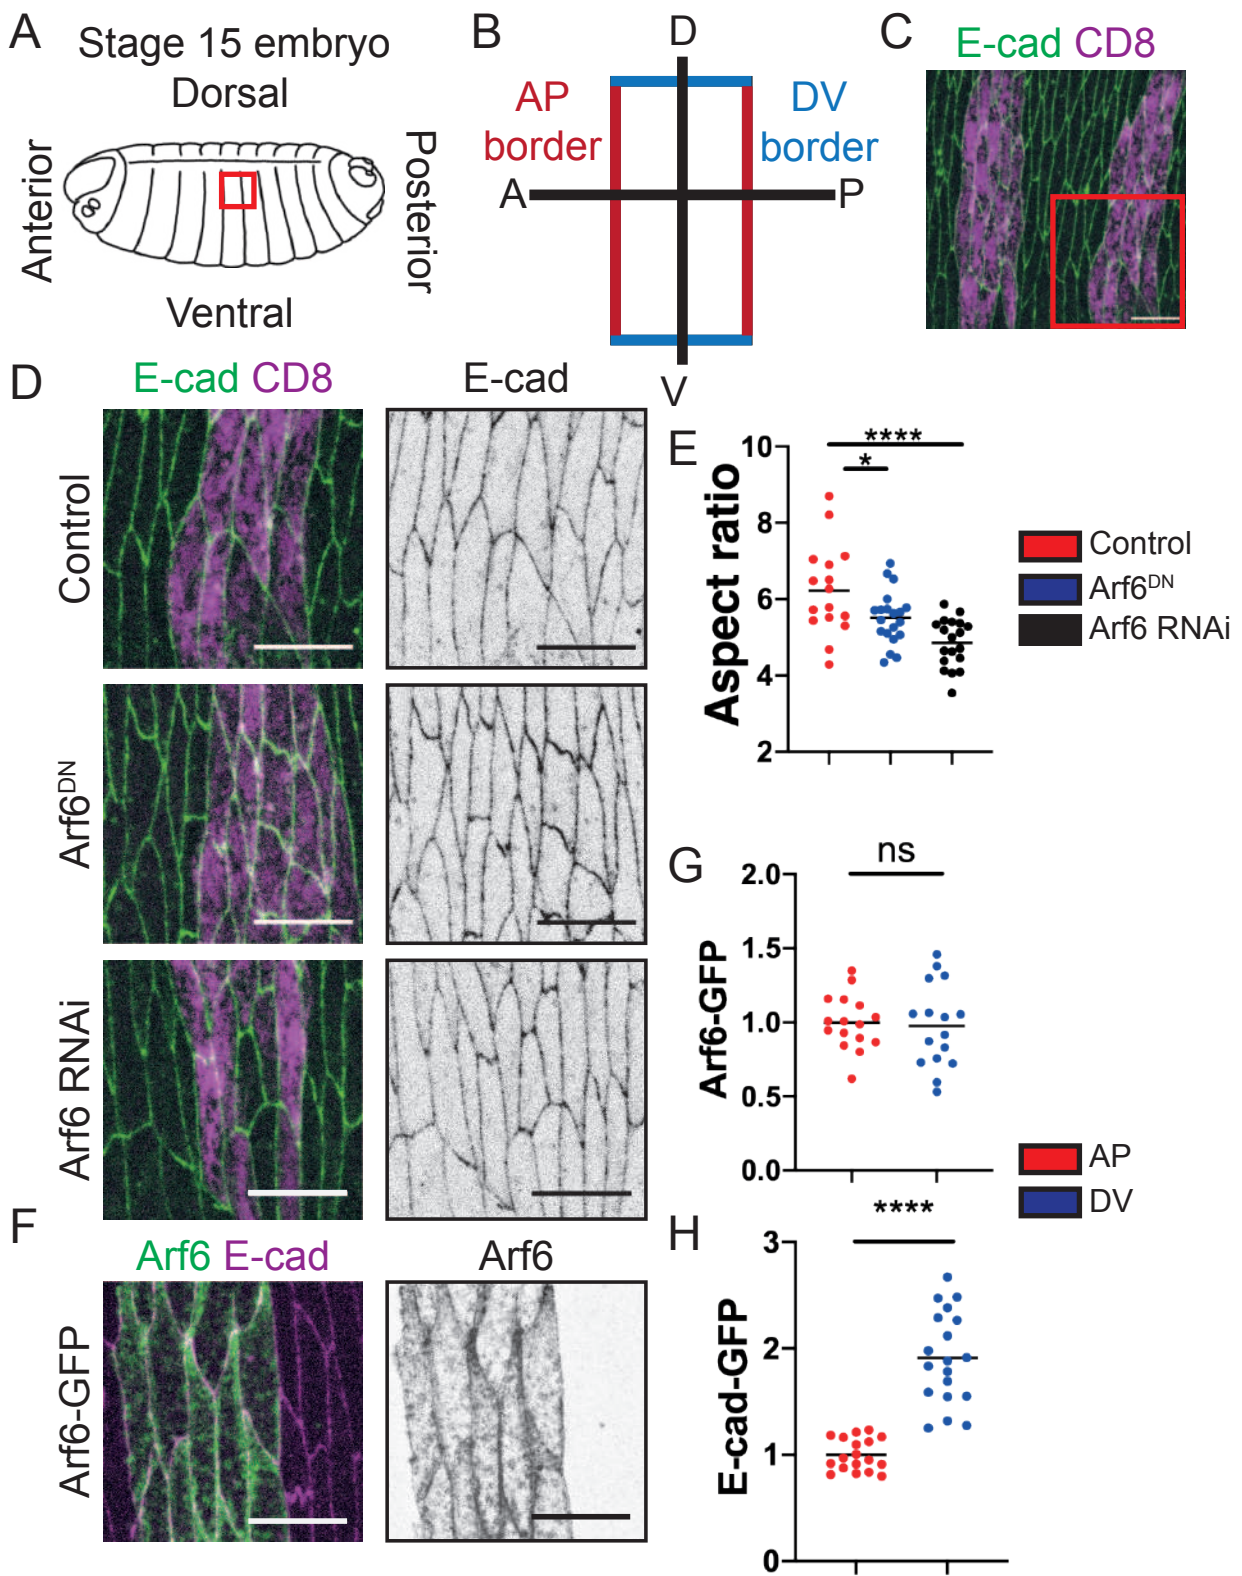 A
Stage 15 embryo
Dorsal
Anterior
Posterior
Ventral
B
D
AP
border
DV
border
A
P
V
C
E-cad CD8
D
E-cad CD8
E-cad
Control
Arf6DN
Arf6 RNAi
E
Aspect ratio
10
8
6
4
2
****
*
Control
Arf6DN
Arf6 RNAi
F
Arf6 E-cad
Arf6
Arf6-GFP
G
Arf6-GFP
2.0
1.5
1.0
0.5
0.0
ns
AP
DV
H
E-cad-GFP
3
2
1
0
****